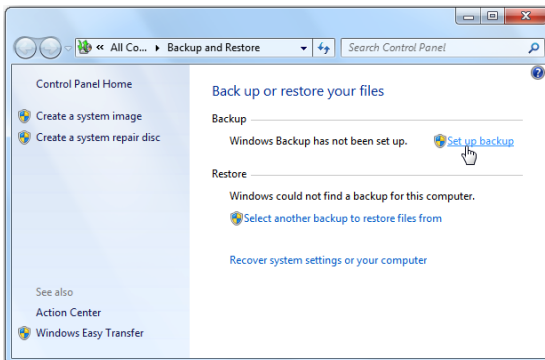 « All Co... ▸ Backup and Restore
Search Control Panel
Control Panel Home
Create a system image
Create a system repair disc
See also
Action Center
Windows Easy Transfer
Back up or restore your files
Backup
Windows Backup has not been set up. Set up backup
Restore
Windows could not find a backup for this computer.
Select another backup to restore files from
Recover system settings or your computer